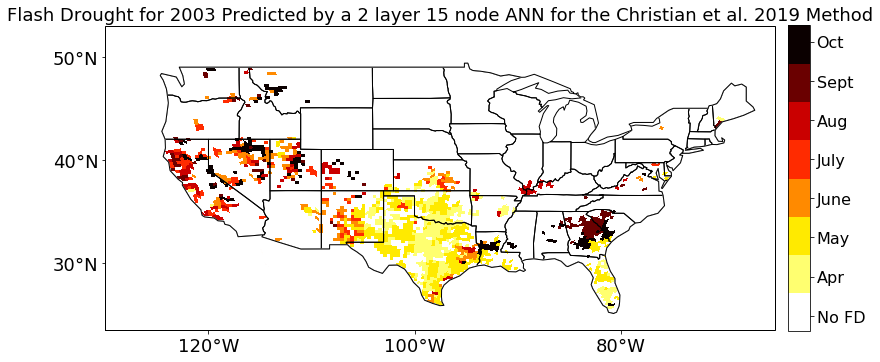 Flash Drought for 2003 Predicted by a 2 layer 15 node ANN for the Christian et al. 2019 Method
50°N
40°N
30°N
120°W
100°W
80°W
Oct
Sept
Aug
July
June
May
Apr
No FD